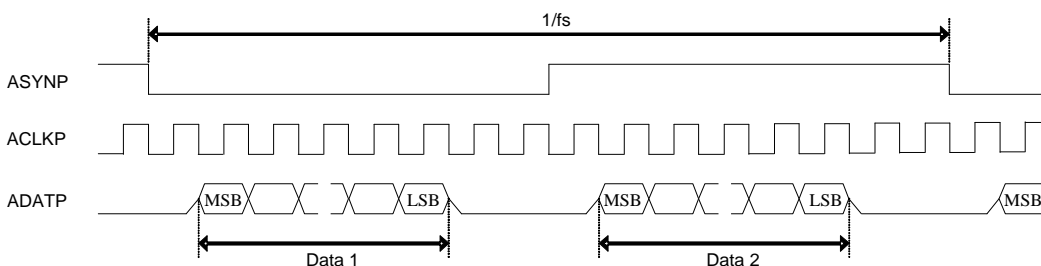 1/fs
ASYNP
ACLKP
ADATP MSB LSB MSB LSB MSB
Data 1 Data 2